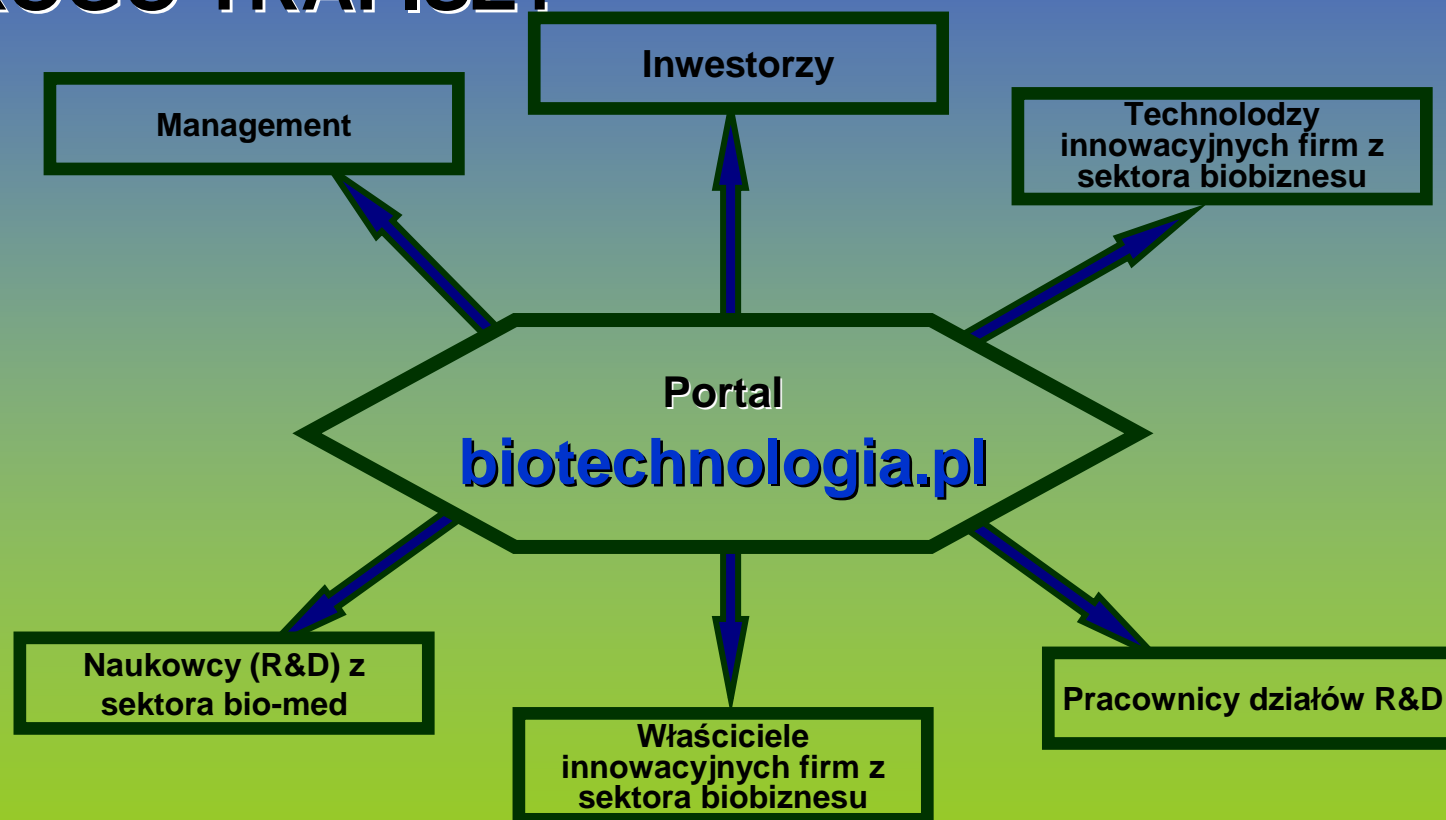 TRAFISZ?
Inwestorzy
Management
Technolodzy
innowacyjnych firm z
sektora biobiznesu
Portal
biotechnologia.pl
Naukowcy (R&D) z
sektora bio-med
Właściciele
innowacyjnych firm z
sektora biobiznesu
Pracownicy działów R&D